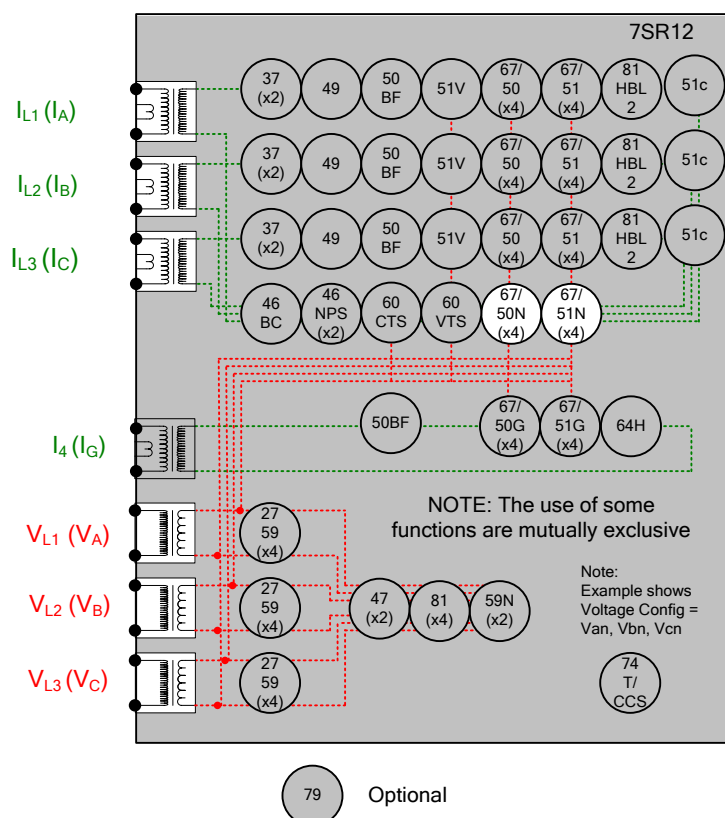 7SR12
IL1 (IA)
37
(x2)
49
50
BF
51V
67/
50
(x4)
67/
51
(x4)
81
HBL
2
51c
IL2 (IB)
37
(x2)
49
50
BF
51V
67/
50
(x4)
67/
51
(x4)
81
HBL
2
51c
IL3 (IC)
37
(x2)
49
50
BF
51V
67/
50
(x4)
67/
51
(x4)
81
HBL
2
51c
46
BC
46
NPS
(x2)
60
CTS
60
VTS
67/
50N
(x4)
67/
51N
(x4)
I4 (IG)
50BF
67/
50G
(x4)
67/
51G
(x4)
64H
NOTE: The use of some
functions are mutually exclusive
VL1 (VA)
27
59
(x4)
VL2 (VB)
27
59
(x4)
47
(x2)
81
(x4)
59N
(x2)
Note:
Example shows
Voltage Config =
Van, Vbn, Vcn
VL3 (VC)
27
59
(x4)
74
T/
CCS
79
Optional